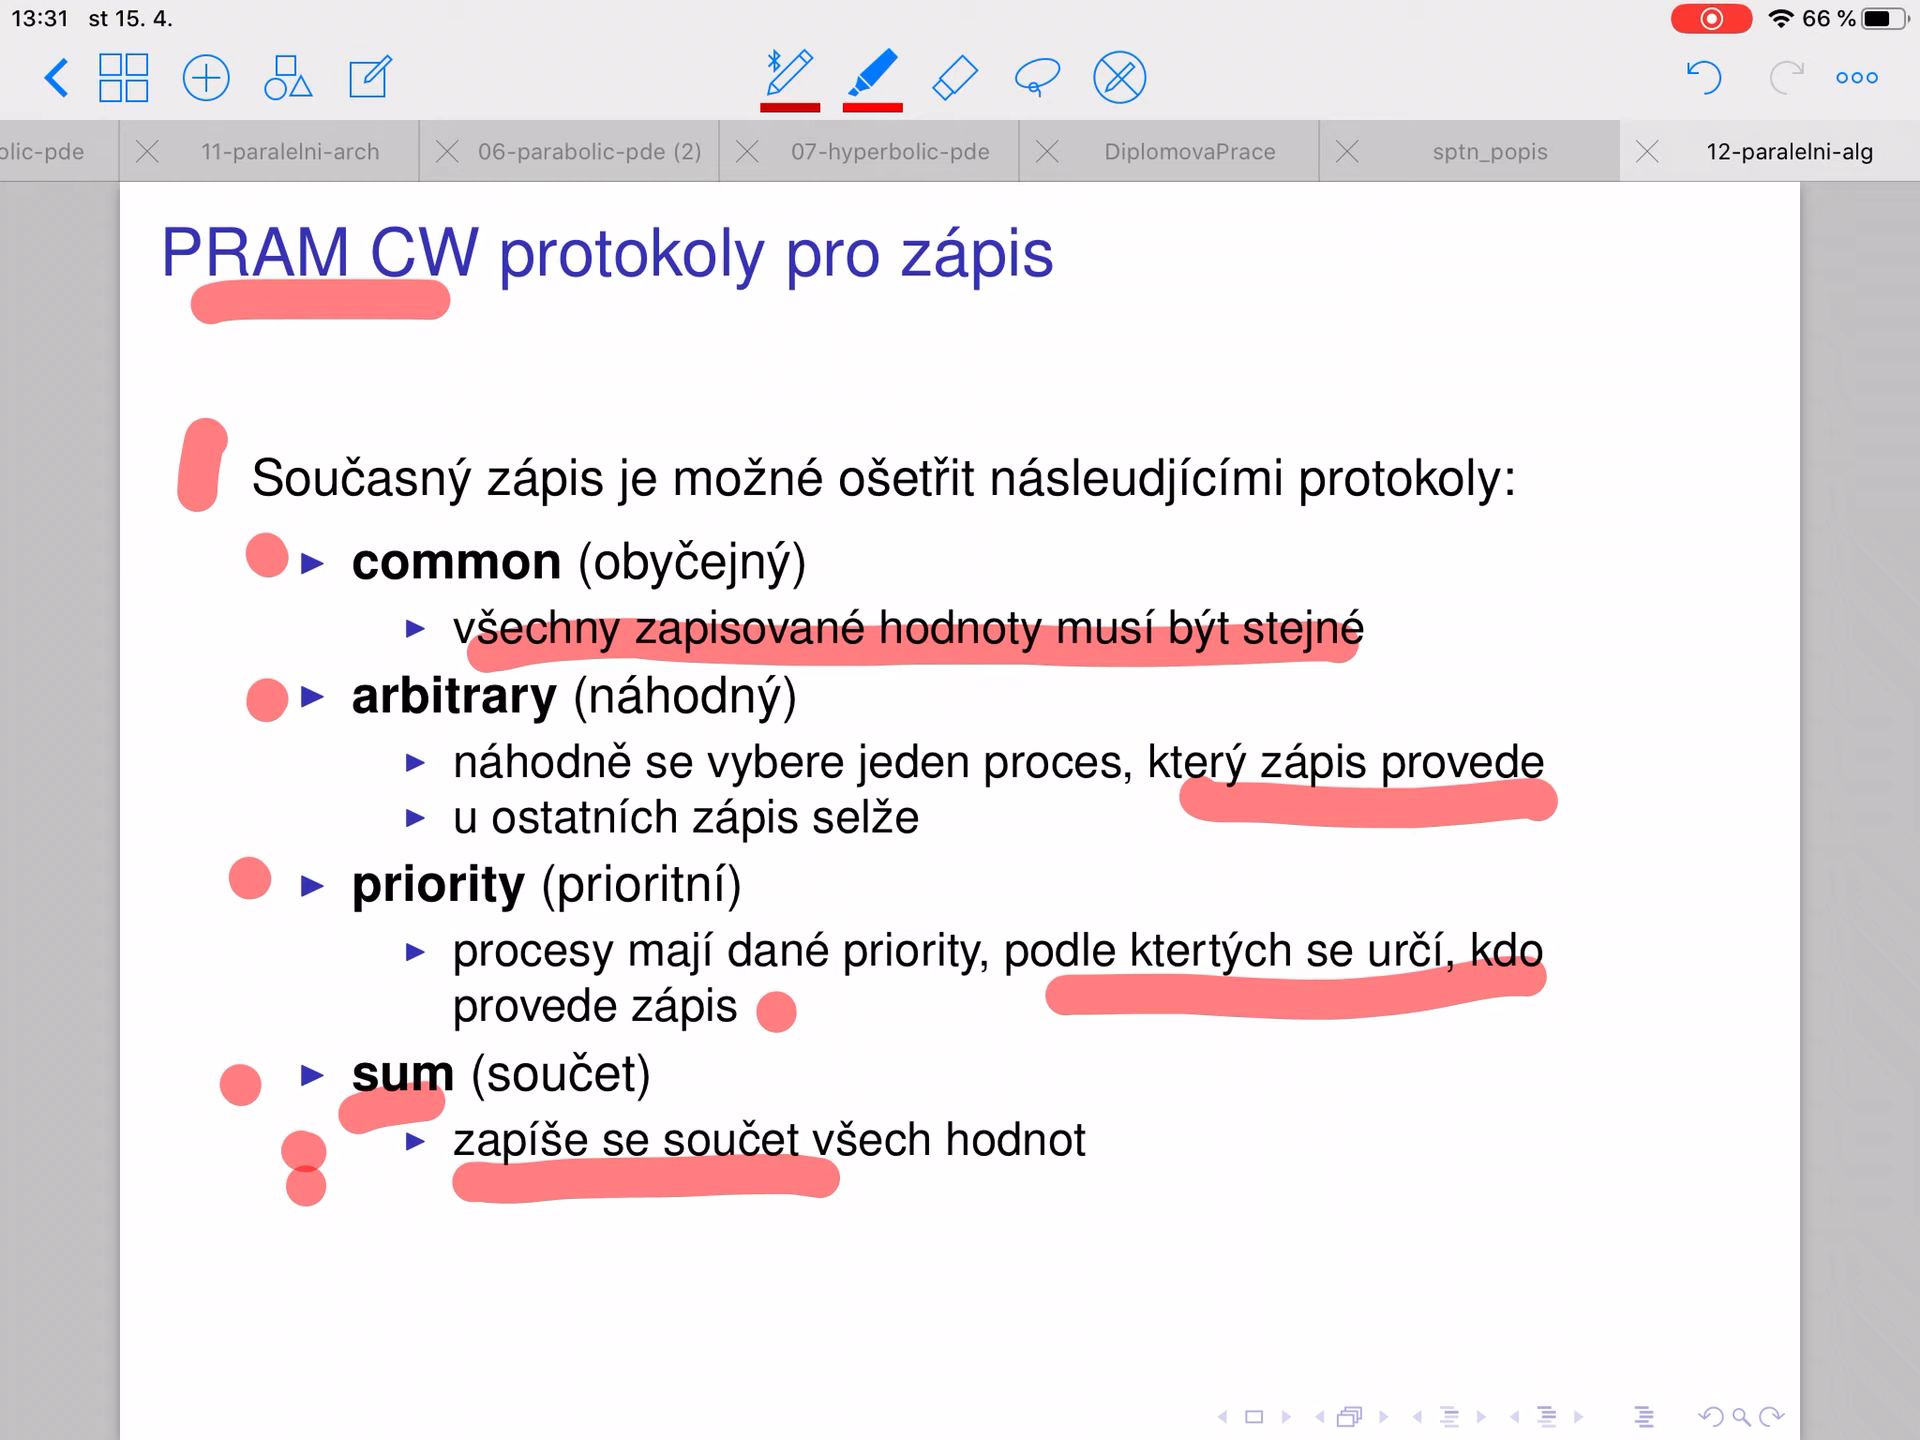 13:31 st 15. 4.
66 %
olic-pde
11-paralelni-arch
06-parabolic-pde (2)
07-hyperbolic-pde
DiplomovaPrace
sptn_popis
12-paralelni-alg
PRAM CW protokoly pro zápis
Současný zápis je možné ošetřit násleudjícími protokoly:
common (obyčejný)
všechny zapisované hodnoty musí být stejné
arbitrary (náhodný)
náhodně se vybere jeden proces, který zápis provede
u ostatních zápis selže
priority (prioritní)
procesy mají dané priority, podle ktertých se určí, kdo
provede zápis
sum (součet)
zapíše se součet všech hodnot